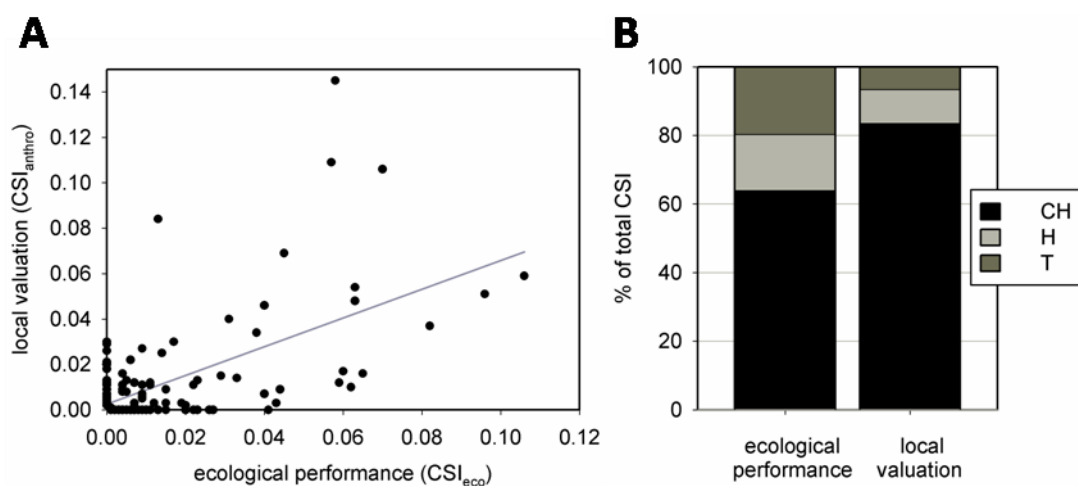 A
local valuation (CSIanthro)
0.14
0.12
0.10
0.08
0.06
0.04
0.02
0.00
0.00 0.02 0.04 0.06 0.08 0.10 0.12
ecological performance (CSIeco)
B
% of total CSI
100
80
60
40
20
0
ecological
performance
local
valuation
CH
H
T